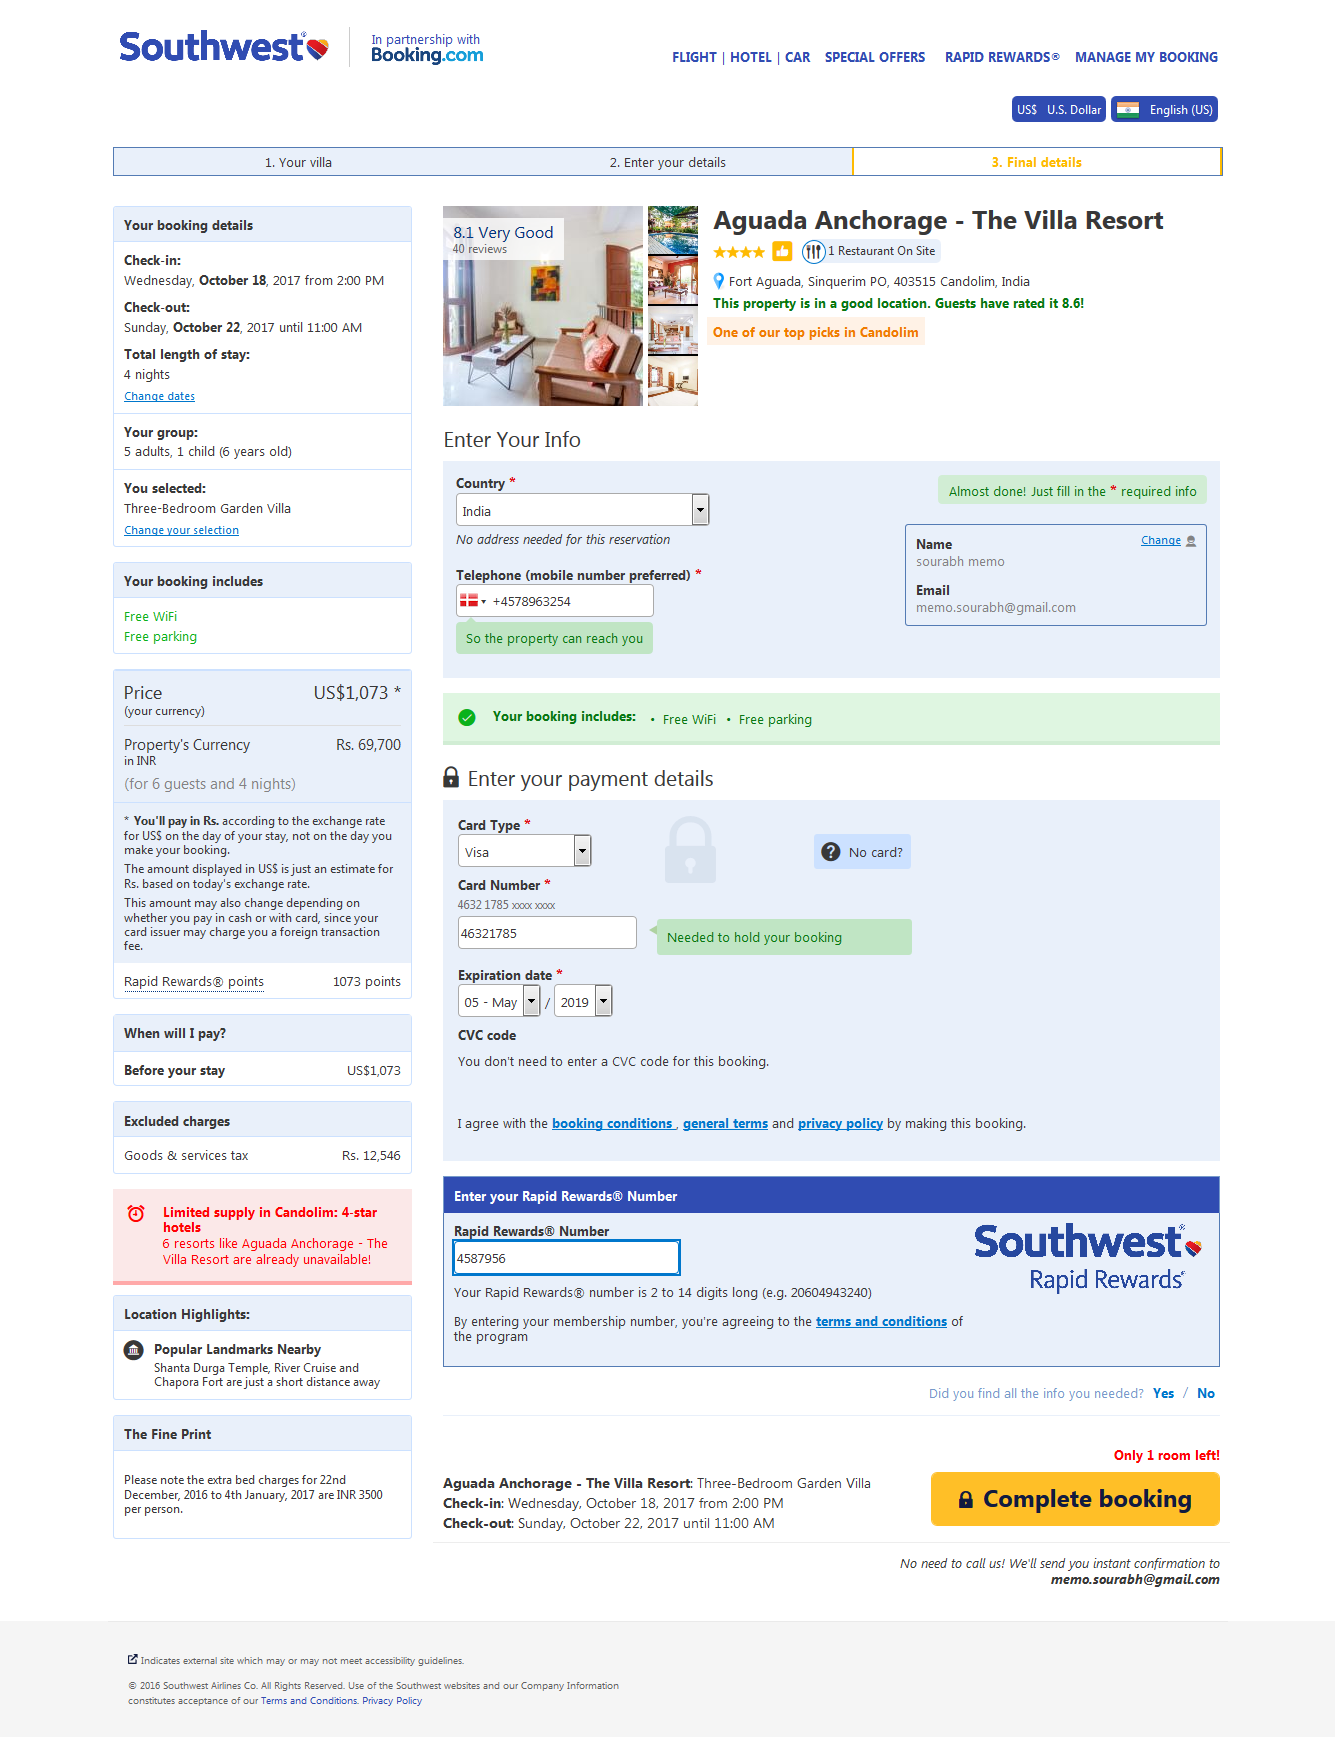 Southwest®
In partnership with
Booking.com
FLIGHT | HOTEL | CAR SPECIAL OFFERS RAPID REWARDS® MANAGE MY BOOKING
US$ U.S. Dollar English (US)
1. Your villa
2. Enter your details
3. Final details
Your booking details
Check-in:
Wednesday, October 18, 2017 from 2:00 PM
Check-out:
Sunday, October 22, 2017 until 11:00 AM
Total length of stay:
4 nights
Change dates
Your group:
5 adults, 1 child (6 years old)
You selected:
Three-Bedroom Garden Villa
Change your selection
Your booking includes
Free WiFi
Free parking
Price US$1,073 *
(your currency)
Property's Currency Rs. 69,700
in INR
(for 6 guests and 4 nights)
* You'll pay in Rs. according to the exchange rate
for US$ on the day of your stay, not on the day you
make your booking.
The amount displayed in US$ is just an estimate for
Rs. based on today's exchange rate.
This amount may also change depending on
whether you pay in cash or with card, since your
card issuer may charge you a foreign transaction
fee.
Rapid Rewards® points 1073 points
When will I pay?
Before your stay US$1,073
Excluded charges
Goods & services tax Rs. 12,546
Limited supply in Candolim: 4-star
hotels
6 resorts like Aguada Anchorage - The
Villa Resort are already unavailable!
Location Highlights:
Popular Landmarks Nearby
Shanta Durga Temple, River Cruise and
Chapora Fort are just a short distance away
The Fine Print
Please note the extra bed charges for 22nd
December, 2016 to 4th January, 2017 are INR 3500
per person.
8.1 Very Good
40 reviews
Aguada Anchorage - The Villa Resort
1 Restaurant On Site
Fort Aguada, Sinquerim PO, 403515 Candolim, India
This property is in a good location. Guests have rated it 8.6!
One of our top picks in Candolim
Enter Your Info
Country *
India
No address needed for this reservation
Telephone (mobile number preferred) *
+4578963254
So the property can reach you
Almost done! Just fill in the * required info
Name Change
sourabh memo
Email
memo.sourabh@gmail.com
Your booking includes: • Free WiFi • Free parking
Enter your payment details
Card Type *
Visa
No card?
Card Number *
4632 1785 xxxx xxxx
46321785
Needed to hold your booking
Expiration date *
05 - May / 2019
CVC code
You don't need to enter a CVC code for this booking.
I agree with the booking conditions , general terms and privacy policy by making this booking.
Enter your Rapid Rewards® Number
Rapid Rewards® Number
4587956
Your Rapid Rewards® number is 2 to 14 digits long (e.g. 20604943240)
By entering your membership number, you're agreeing to the terms and conditions of
the program
Southwest®
Rapid Rewards®
Did you find all the info you needed? Yes / No
Only 1 room left!
Aguada Anchorage - The Villa Resort: Three-Bedroom Garden Villa
Check-in: Wednesday, October 18, 2017 from 2:00 PM
Check-out: Sunday, October 22, 2017 until 11:00 AM
Complete booking
No need to call us! We'll send you instant confirmation to
memo.sourabh@gmail.com
Indicates external site which may or may not meet accessibility guidelines.
© 2016 Southwest Airlines Co. All Rights Reserved. Use of the Southwest websites and our Company Information
constitutes acceptance of our Terms and Conditions. Privacy Policy